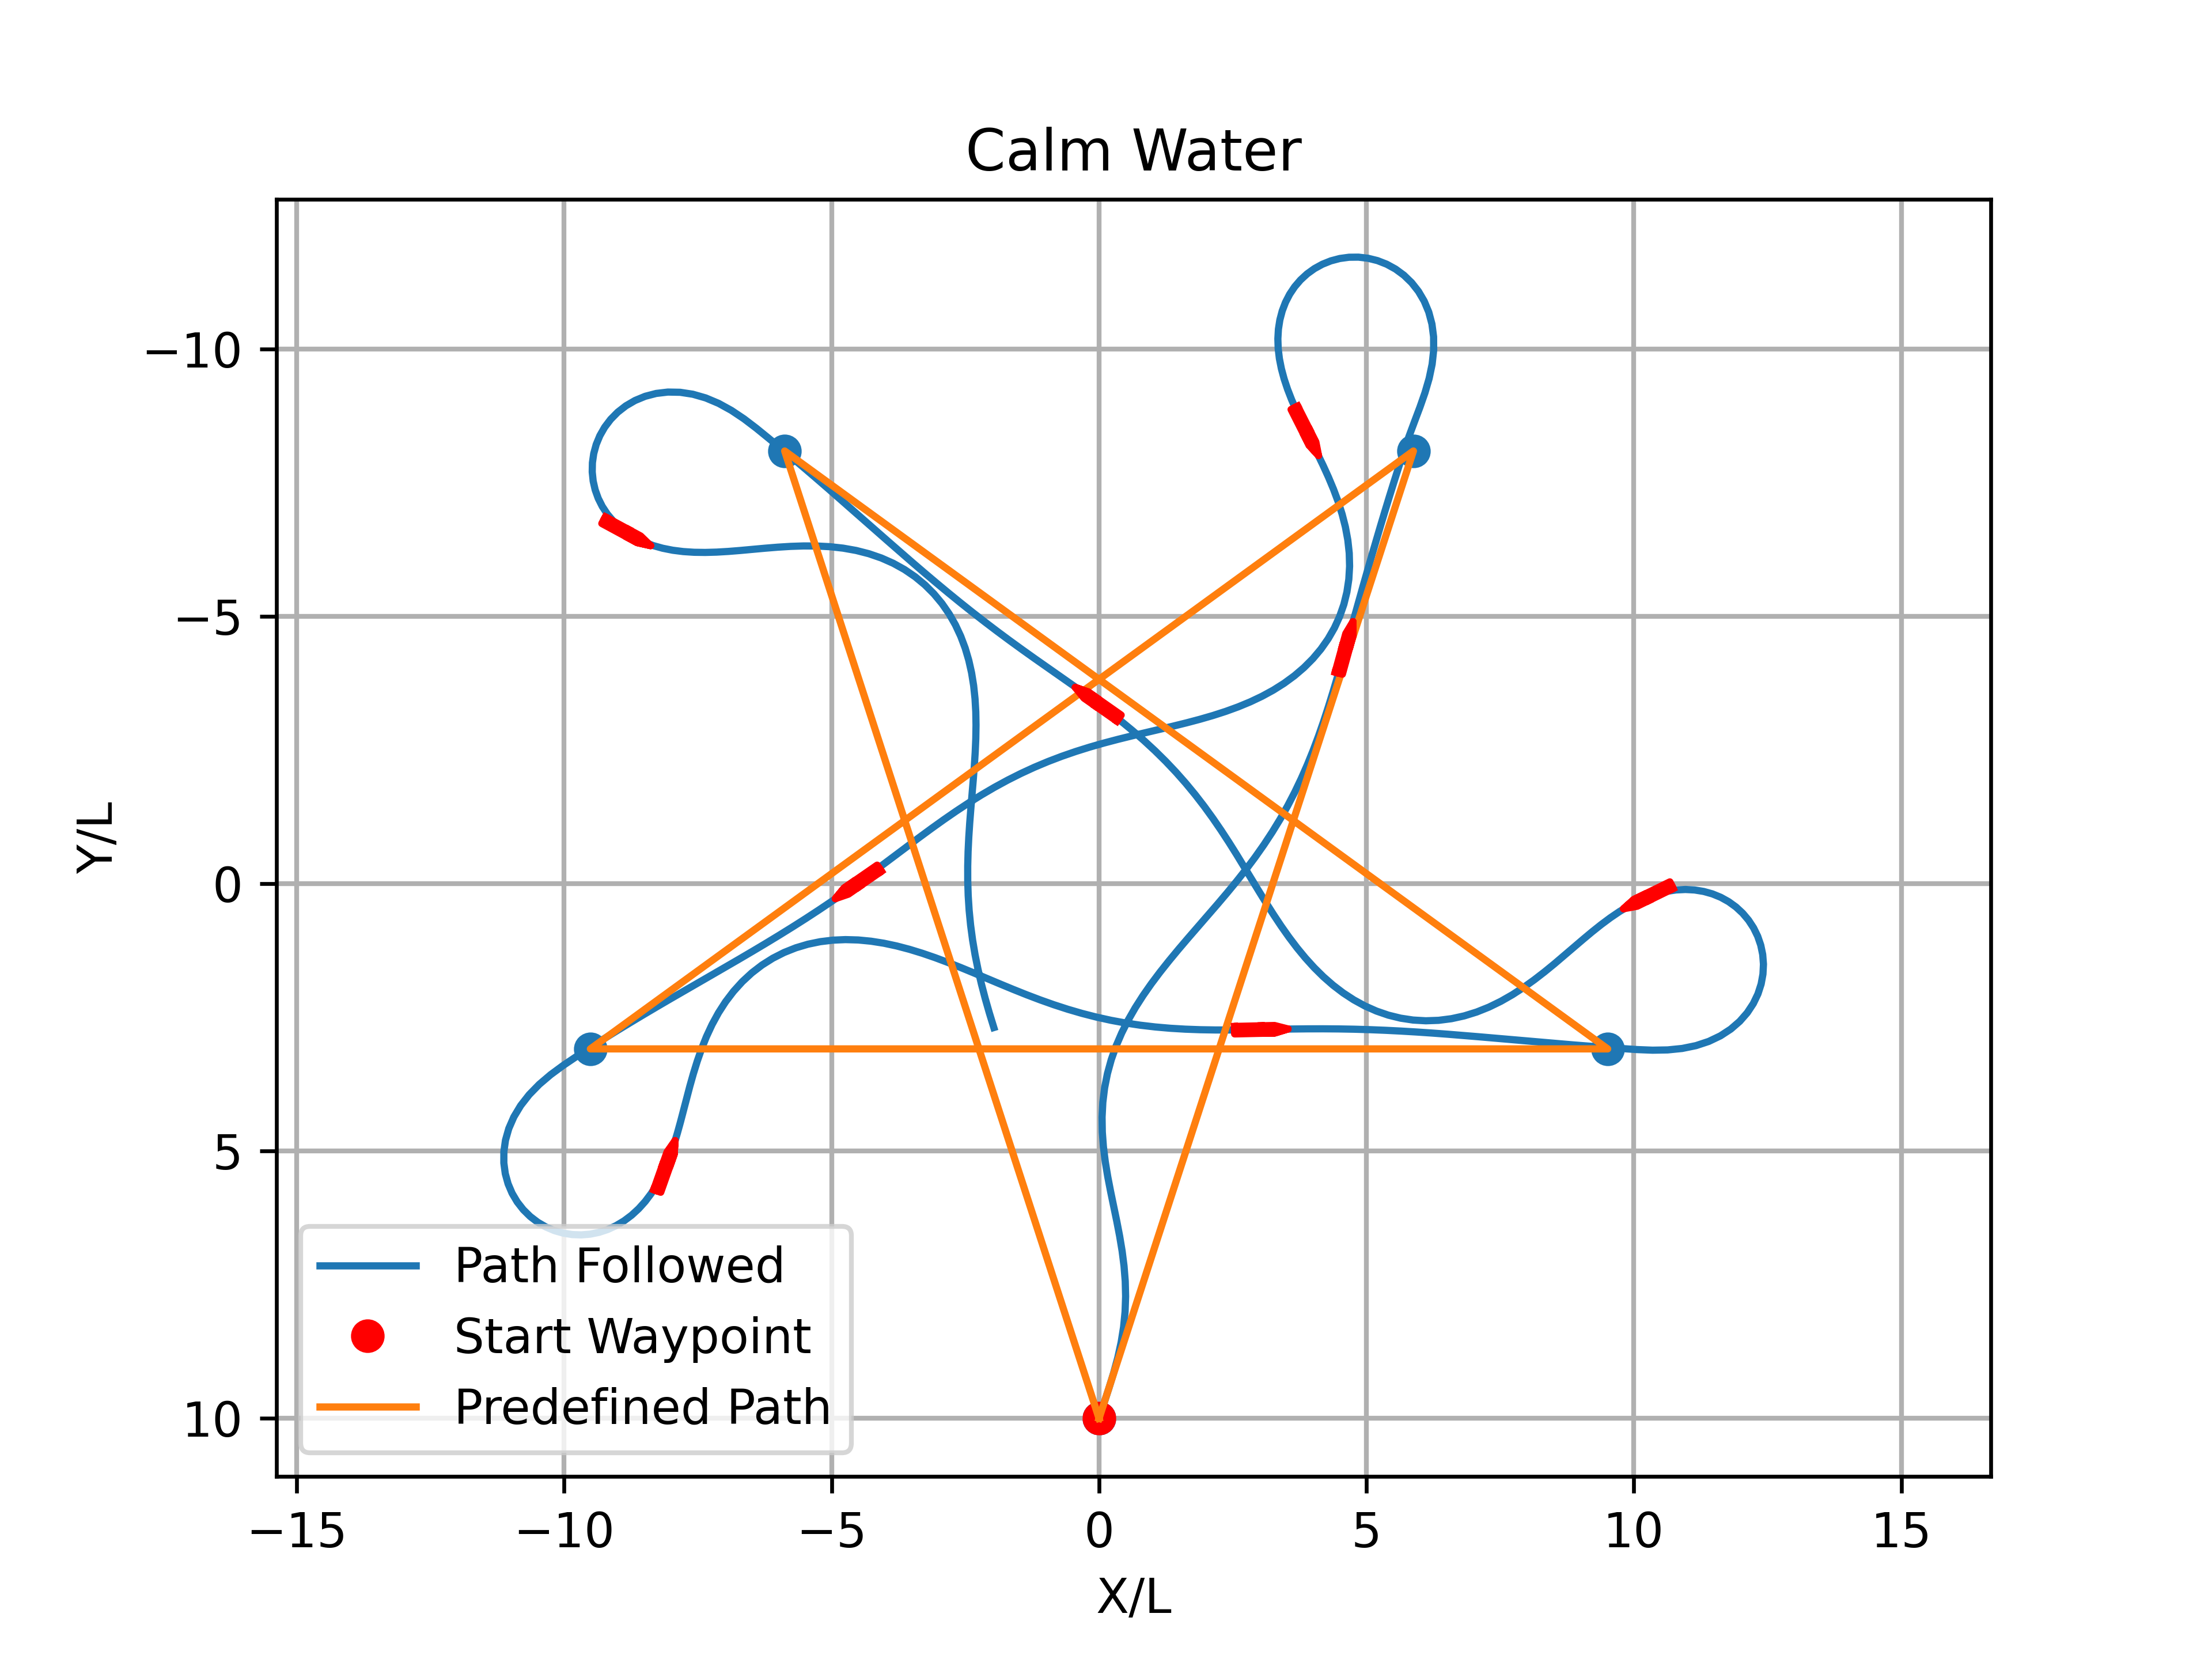 Calm Water
−10
−5
0
5
10
Y/L
Path Followed
Start Waypoint
Predefined Path
−15 −10 −5 0 5 10 15
X/L